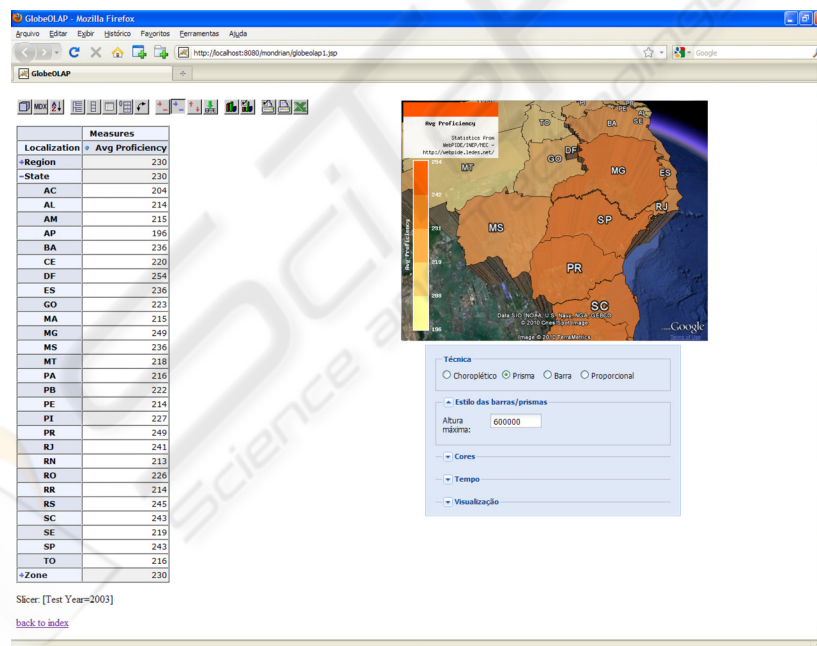 GlobeOLAP - Mozilla Firefox
Arquivo Editar Exibir Histórico Favoritos Ferramentas Ajuda
http://localhost:8080/mondrian/globeolap1.jsp
Google
GlobeOLAP
MDX
Measures
Localization Avg Proficiency
+Region 230
-State 230
AC 204
AL 214
AM 215
AP 196
BA 236
CE 220
DF 254
ES 236
GO 223
MA 215
MG 249
MS 236
MT 218
PA 216
PB 222
PE 214
PI 227
PR 249
RJ 241
RN 213
RO 226
RR 214
RS 245
SC 243
SE 219
SP 243
TO 216
+Zone 230
Slicer: [Test Year=2003]
back to index
Avg Proficiency
Statistics from
WebPIDE/INEP/MEC -
http://webpide.ledes.net/
254
242
231
219
208
196
Avg Proficiency
PI
PE
AL
SE
BA
TO
DF
GO
MT
MG
ES
MS
SP
RJ
PR
SC
Data SIO, NOAA, U.S. Navy, NGA, GEBCO
© 2010 Cnes/Spot Image
Image © 2010 TerraMetrics
Google
Técnica
Choroplético Prisma Barra Proporcional
Estilo das barras/prismas
Altura
máxima: 600000
Cores
Tempo
Visualização